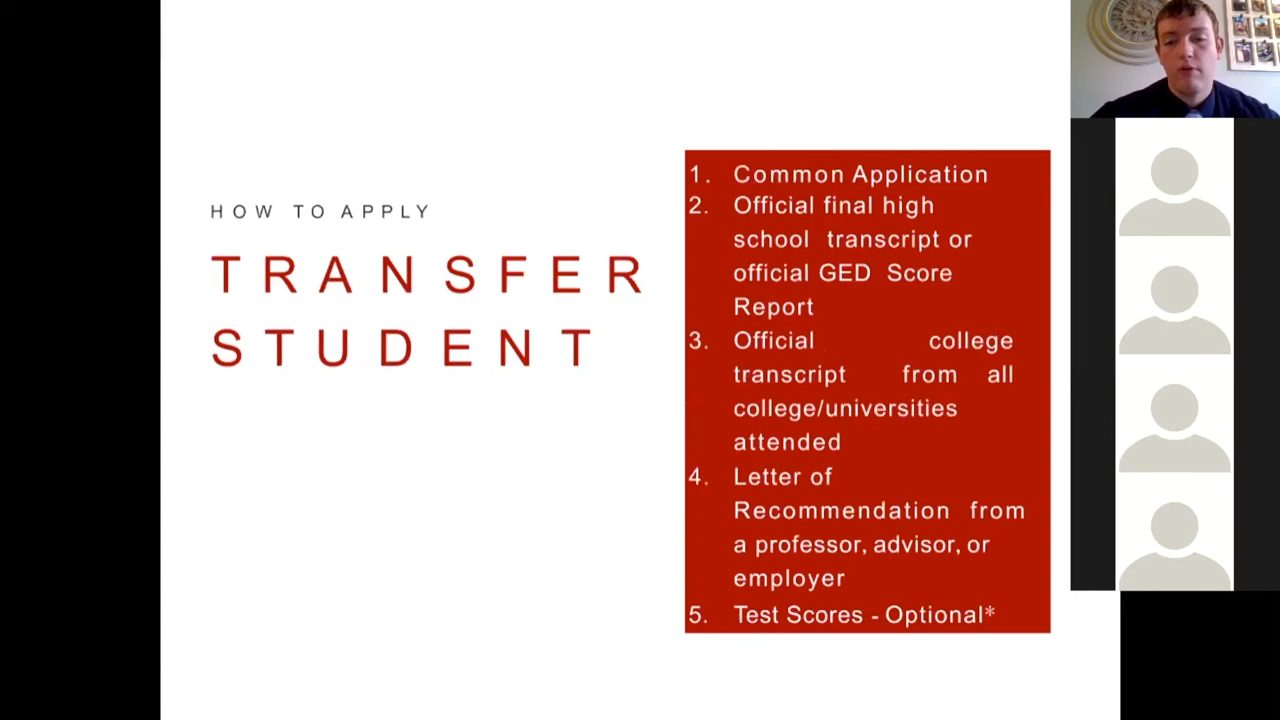 HOW TO APPLY
TRANSFER
STUDENT
1. Common Application
2. Official final high
school transcript or
official GED Score
Report
3. Official college
transcript from all
college/universities
attended
4. Letter of
Recommendation from
a professor, advisor, or
employer
5. Test Scores - Optional*